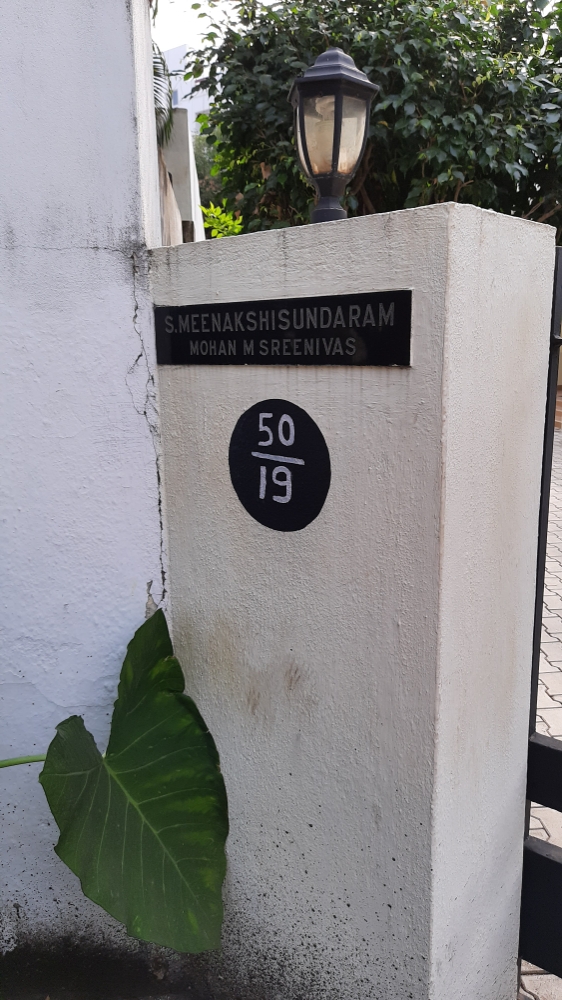 S.MEENAKSHISUNDARAM
MOHAN M SREENIVAS
50
19